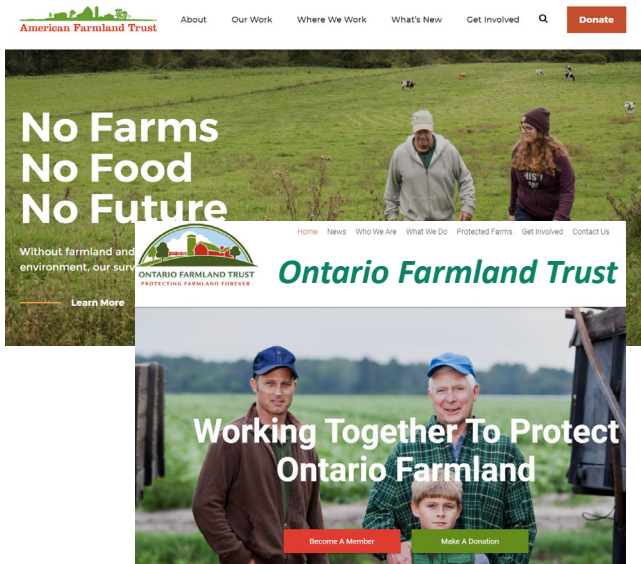 American Farmland Trust
About Our Work Where We Work What's New Get Involved Donate
No Farms
No Food
No Future
Without farmland and
environment, our surv
Learn More
Home News Who We Are What We Do Protected Farms Get Involved Contact Us
ONTARIO FARMLAND TRUST
PROTECTING FARMLAND FOREVER
Ontario Farmland Trust
Working Together To Protect
Ontario Farmland
Become A Member Make A Donation